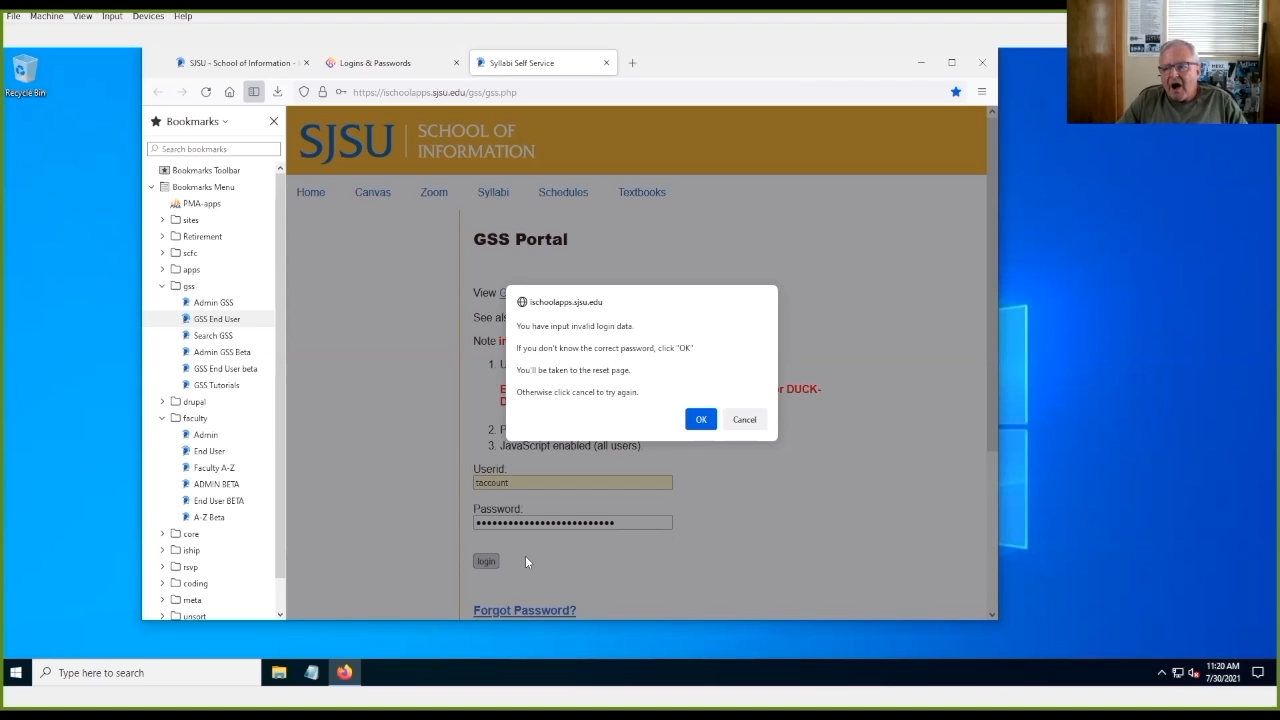 File Machine View Input Devices Help
Recycle Bin
SJSU - School of Information -
Logins & Passwords
Syllabi Self Service
https://ischoolapps.sjsu.edu/gss/gss.php
Bookmarks
Search bookmarks
Bookmarks Toolbar
Bookmarks Menu
PMA-apps
sites
Retirement
scfc
apps
gss
Admin GSS
GSS End User
Search GSS
Admin GSS Beta
GSS End User beta
GSS Tutorials
drupal
faculty
Admin
End User
Faculty A-Z
ADMIN BETA
End User BETA
A-Z Beta
core
iship
rsvp
coding
meta
unsort
SJSU SCHOOL OF
INFORMATION
Home Canvas Zoom Syllabi Schedules Textbooks
GSS Portal
View
See al
Note
1.
or DUCK-
2.
3. JavaScript enabled (all users)
ischoolapps.sjsu.edu
You have input invalid login data.
If you don't know the correct password, click "OK"
You'll be taken to the reset page.
Otherwise click cancel to try again.
OK Cancel
Userid:
taccount
Password:
login
Forgot Password?
Type here to search
11:20 AM
7/30/2021